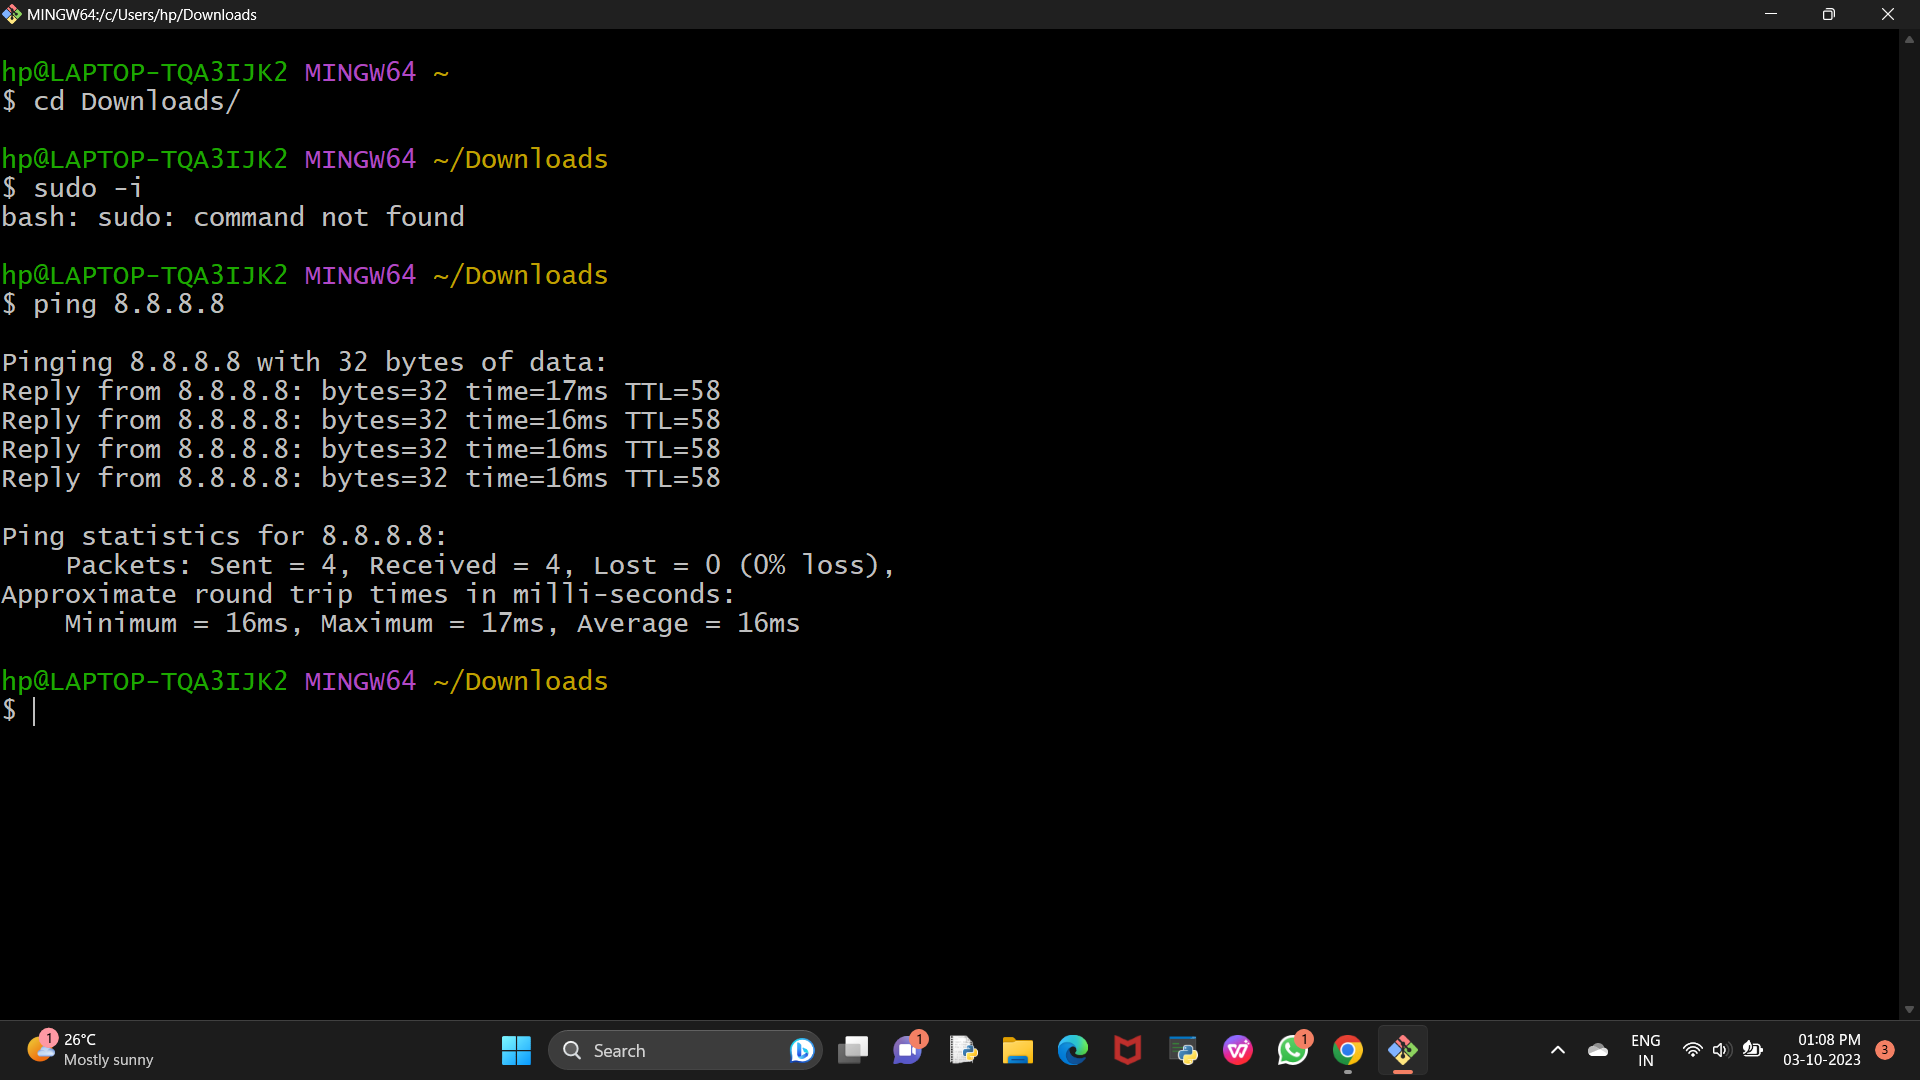 MINGW64:/c/Users/hp/Downloads
hp@LAPTOP-TQA3IJK2 MINGW64 ~
$ cd Downloads/
hp@LAPTOP-TQA3IJK2 MINGW64 ~/Downloads
$ sudo -i
bash: sudo: command not found
hp@LAPTOP-TQA3IJK2 MINGW64 ~/Downloads
$ ping 8.8.8.8
Pinging 8.8.8.8 with 32 bytes of data:
Reply from 8.8.8.8: bytes=32 time=17ms TTL=58
Reply from 8.8.8.8: bytes=32 time=16ms TTL=58
Reply from 8.8.8.8: bytes=32 time=16ms TTL=58
Reply from 8.8.8.8: bytes=32 time=16ms TTL=58
Ping statistics for 8.8.8.8:
    Packets: Sent = 4, Received = 4, Lost = 0 (0% loss),
Approximate round trip times in milli-seconds:
    Minimum = 16ms, Maximum = 17ms, Average = 16ms
hp@LAPTOP-TQA3IJK2 MINGW64 ~/Downloads
$
1
26°C
Mostly sunny
Search
1
1
ENG
IN
01:08 PM
03-10-2023
3